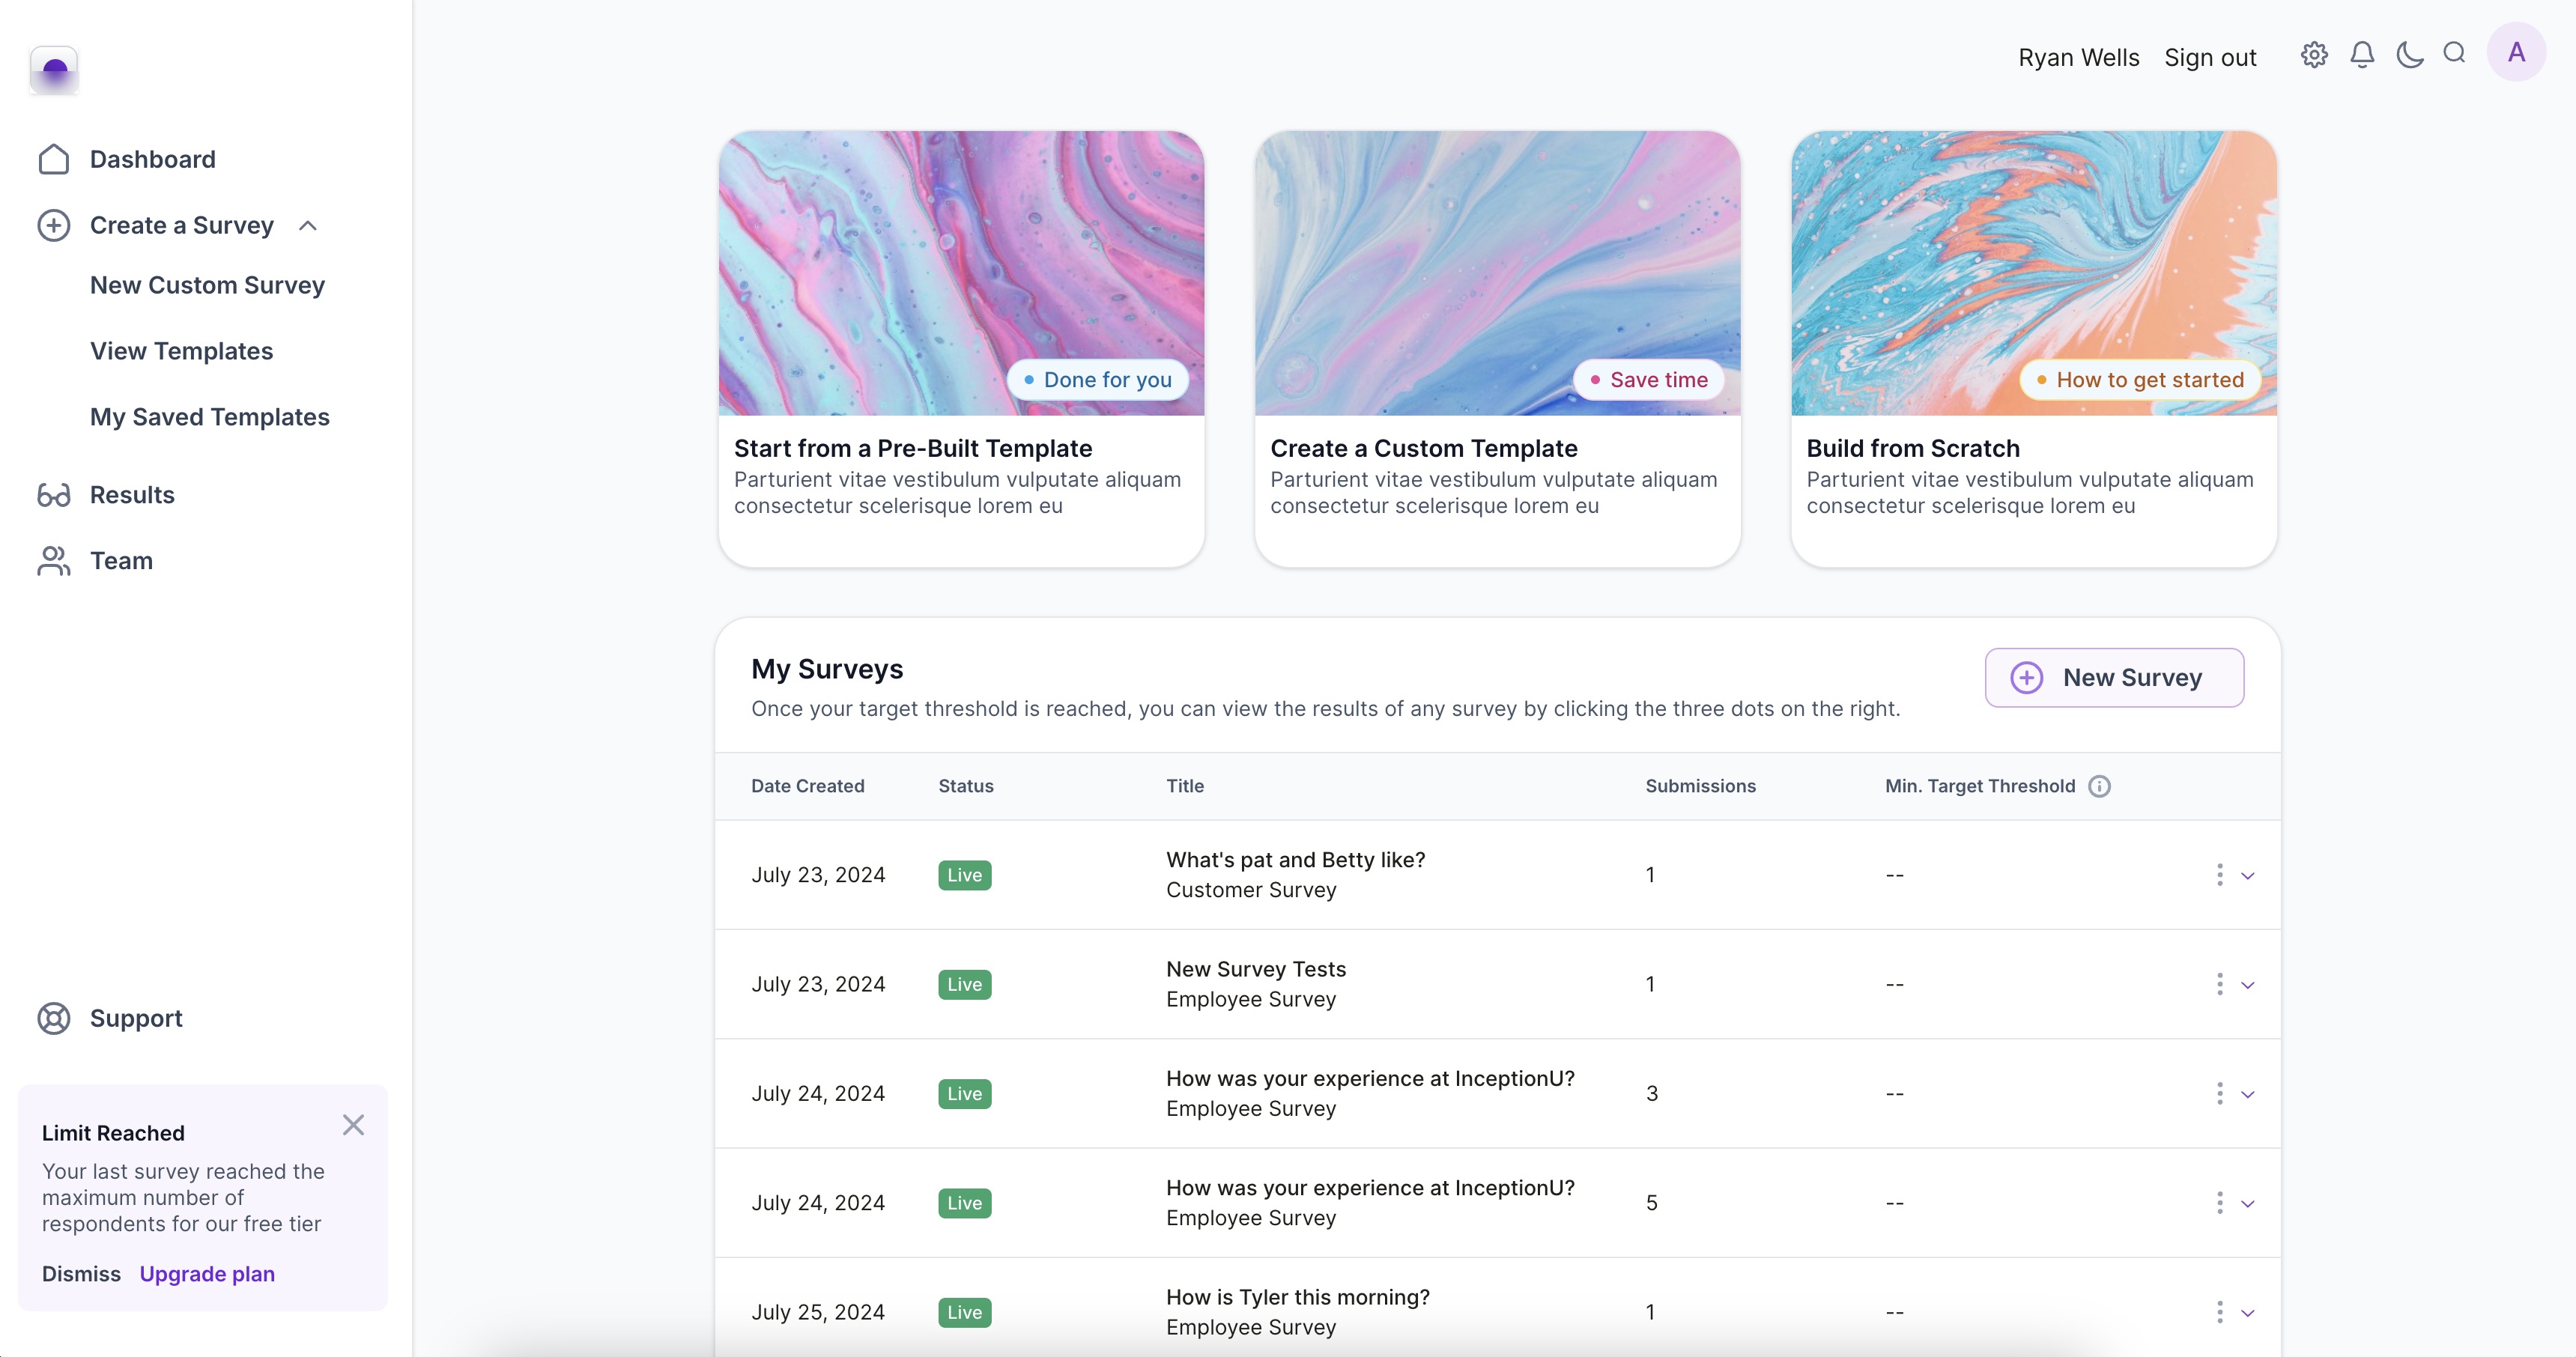 Ryan Wells Sign out
A
Dashboard
Create a Survey
New Custom Survey
View Templates
My Saved Templates
Results
Team
Support
Limit Reached
Your last survey reached the
maximum number of
respondents for our free tier
Dismiss Upgrade plan
Done for you
Start from a Pre-Built Template
Parturient vitae vestibulum vulputate aliquam
consectetur scelerisque lorem eu
Save time
Create a Custom Template
Parturient vitae vestibulum vulputate aliquam
consectetur scelerisque lorem eu
How to get started
Build from Scratch
Parturient vitae vestibulum vulputate aliquam
consectetur scelerisque lorem eu
My Surveys
Once your target threshold is reached, you can view the results of any survey by clicking the three dots on the right.
New Survey
Date Created Status Title Submissions Min. Target Threshold
July 23, 2024 Live What's pat and Betty like? 1 --
Customer Survey
July 23, 2024 Live New Survey Tests 1 --
Employee Survey
July 24, 2024 Live How was your experience at InceptionU? 3 --
Employee Survey
July 24, 2024 Live How was your experience at InceptionU? 5 --
Employee Survey
July 25, 2024 Live How is Tyler this morning? 1 --
Employee Survey